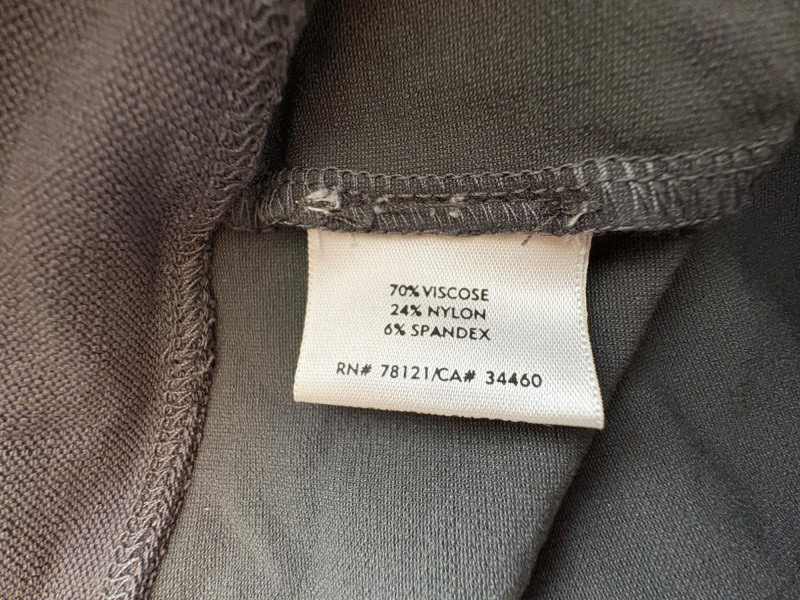 70% VISCOSE
24% NYLON
6% SPANDEX
RN# 78121/CA# 34460